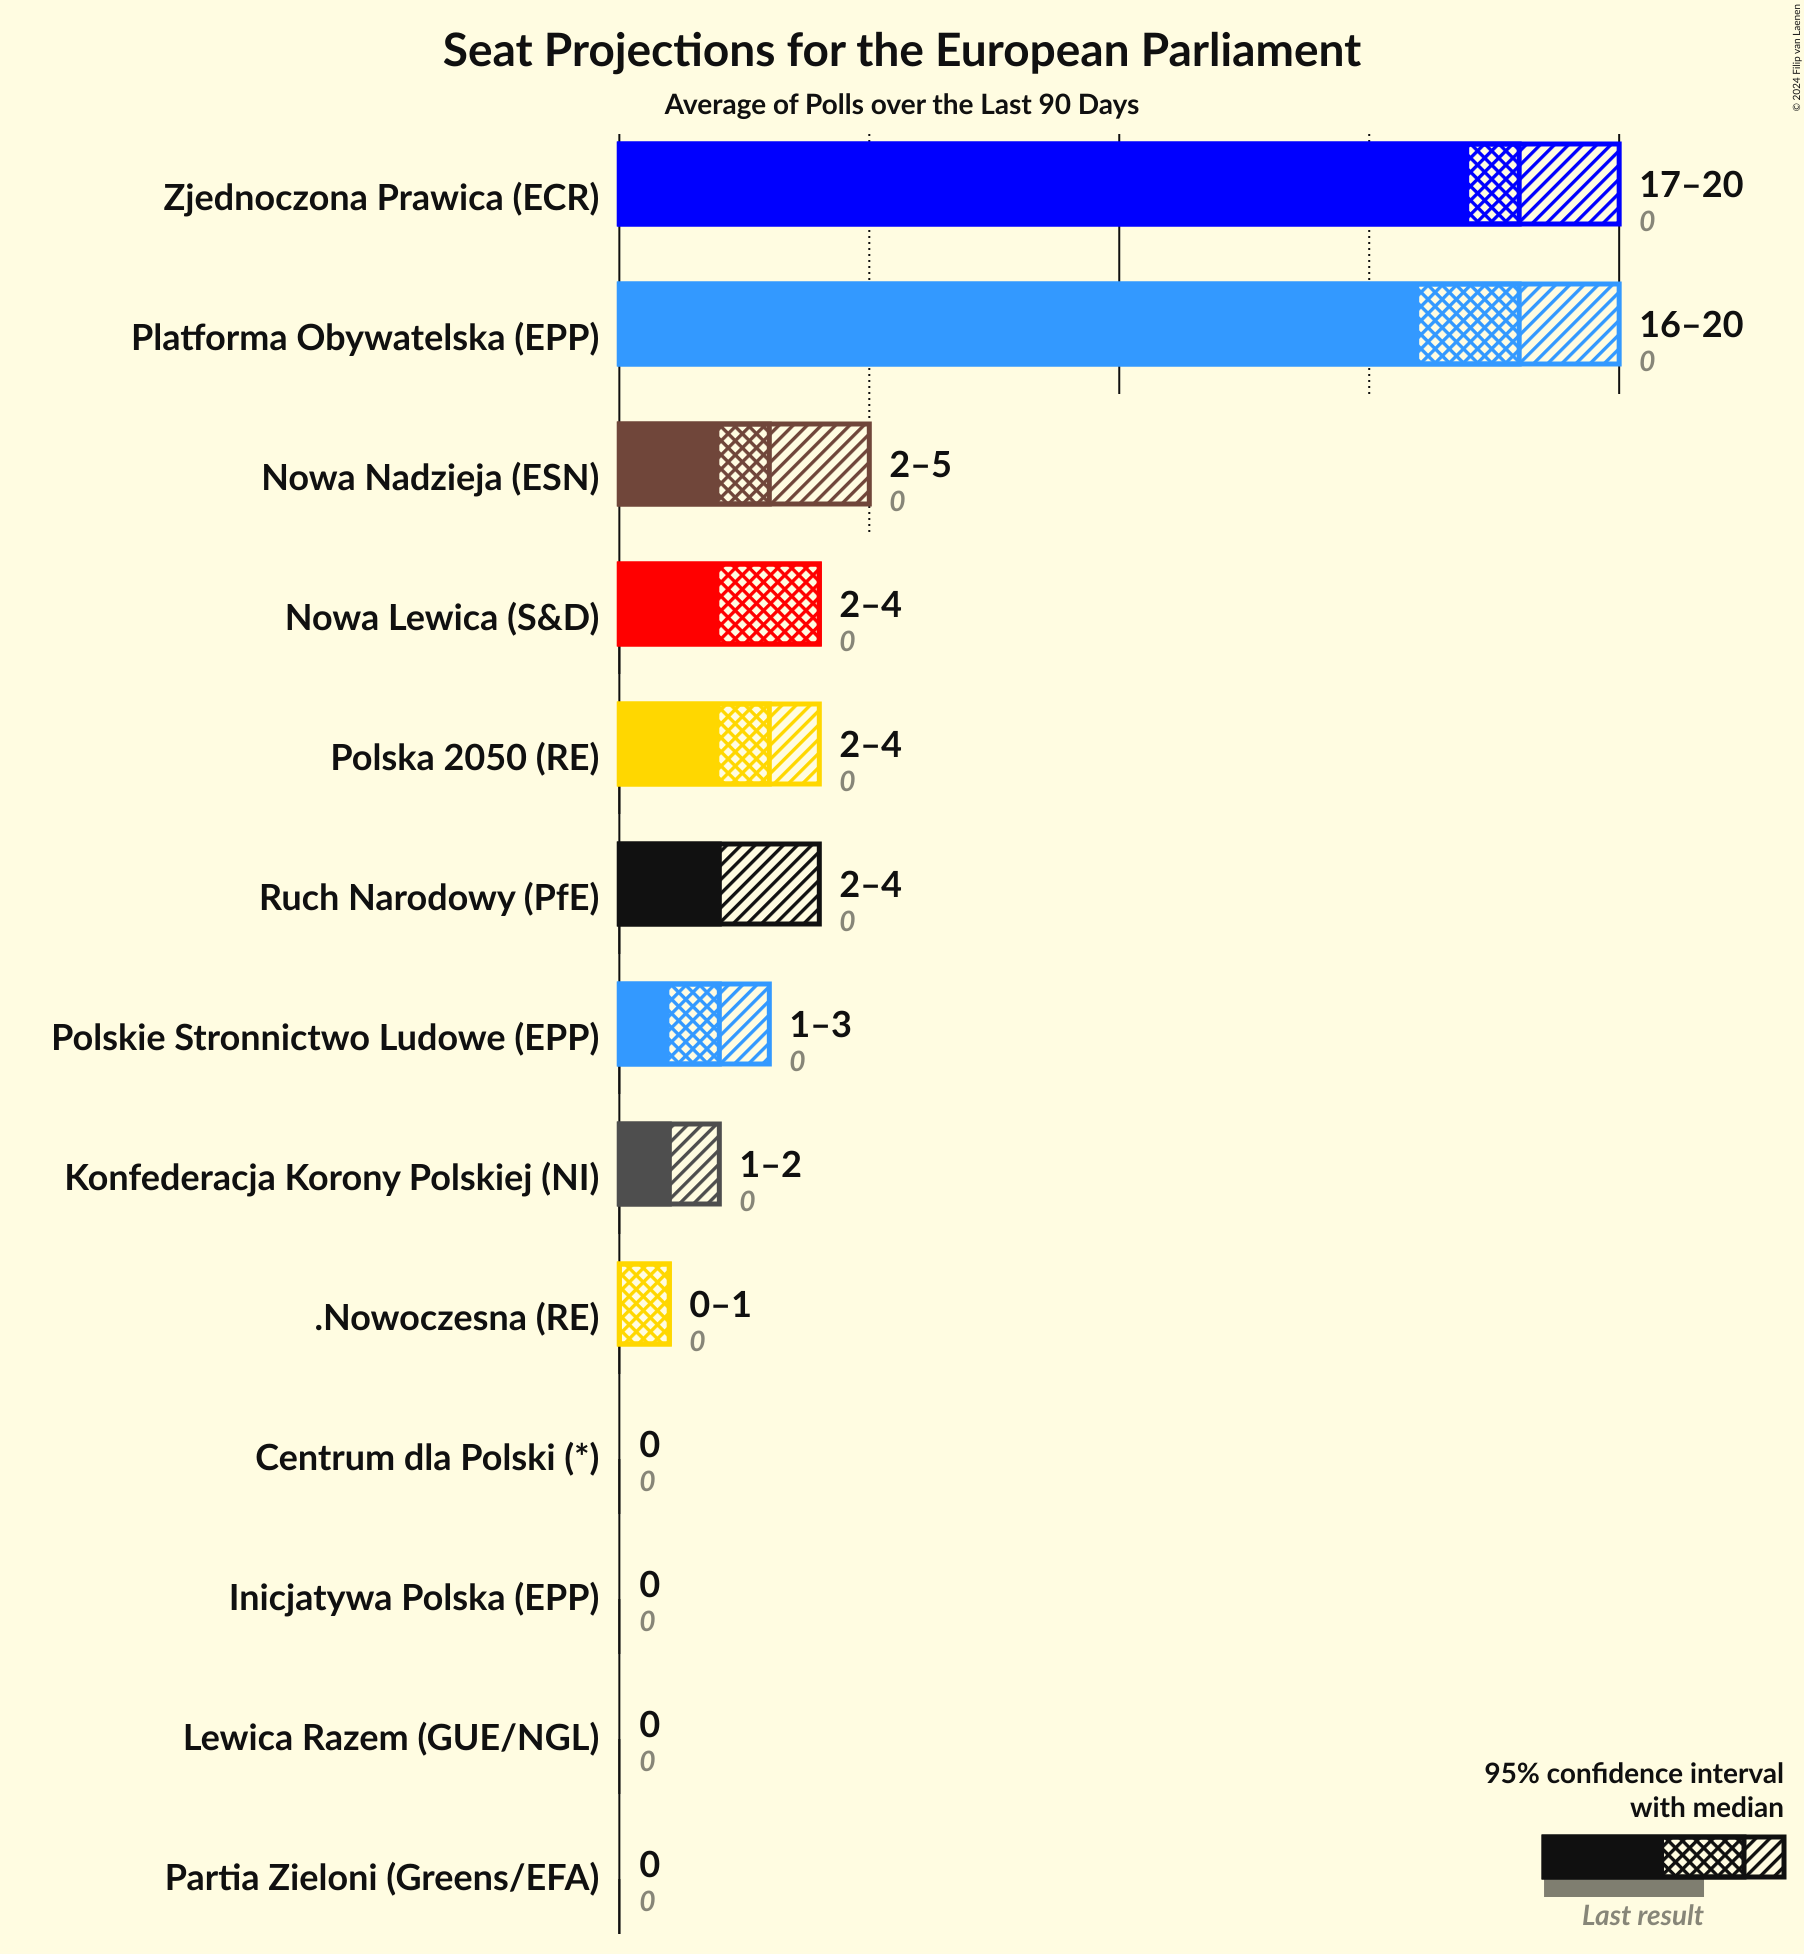 Seat Projections for the European Parliament
Average of Polls over the Last 90 Days
© 2024 Filip van Laenen
Zjednoczona Prawica (ECR)
17–20
0
Platforma Obywatelska (EPP)
16–20
0
Nowa Nadzieja (ESN)
2–5
0
Nowa Lewica (S&D)
2–4
0
Polska 2050 (RE)
2–4
0
Ruch Narodowy (PfE)
2–4
0
Polskie Stronnictwo Ludowe (EPP)
1–3
0
Konfederacja Korony Polskiej (NI)
1–2
0
.Nowoczesna (RE)
0–1
0
Centrum dla Polski (*)
0
0
Inicjatywa Polska (EPP)
0
0
Lewica Razem (GUE/NGL)
0
0
Partia Zieloni (Greens/EFA)
0
0
95% confidence interval
with median
Last result